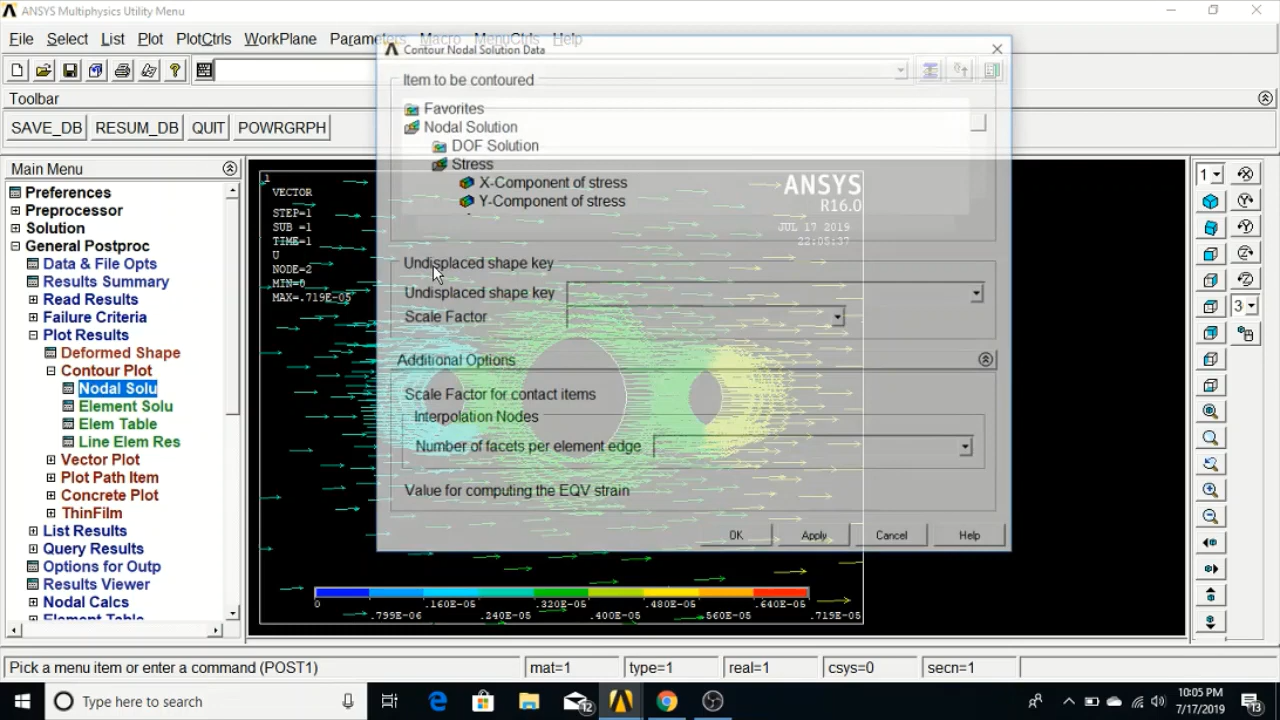 ANSYS Multiphysics Utility Menu
File Select List Plot PlotCtrls WorkPlane Parameters Macro MenuCtrls Help
Toolbar
SAVE_DB RESUM_DB QUIT POWRGRPH
Main Menu
Preferences
Preprocessor
Solution
General Postproc
Data & File Opts
Results Summary
Read Results
Failure Criteria
Plot Results
Deformed Shape
Contour Plot
Nodal Solu
Element Solu
Elem Table
Line Elem Res
Vector Plot
Plot Path Item
Concrete Plot
ThinFilm
List Results
Query Results
Options for Outp
Results Viewer
Nodal Calcs
Element Table
1
VECTOR
STEP=1
SUB =1
TIME=1
U
NODE=2
MIN=0
MAX=.719E-05
ANSYS
R16.0
JUL 17 2019
22:05:37
Contour Nodal Solution Data
Item to be contoured
Favorites
Nodal Solution
DOF Solution
Stress
X-Component of stress
Y-Component of stress
Undisplaced shape key
Undisplaced shape key
Scale Factor
Additional Options
Scale Factor for contact items
Interpolation Nodes
Number of facets per element edge
Value for computing the EQV strain
OK Apply Cancel Help
0 .160E-05 .320E-05 .480E-05 .640E-05
.799E-06 .240E-05 .400E-05 .560E-05 .719E-05
1
3
Pick a menu item or enter a command (POST1) mat=1 type=1 real=1 csys=0 secn=1
Type here to search
12
10:05 PM
7/17/2019
13